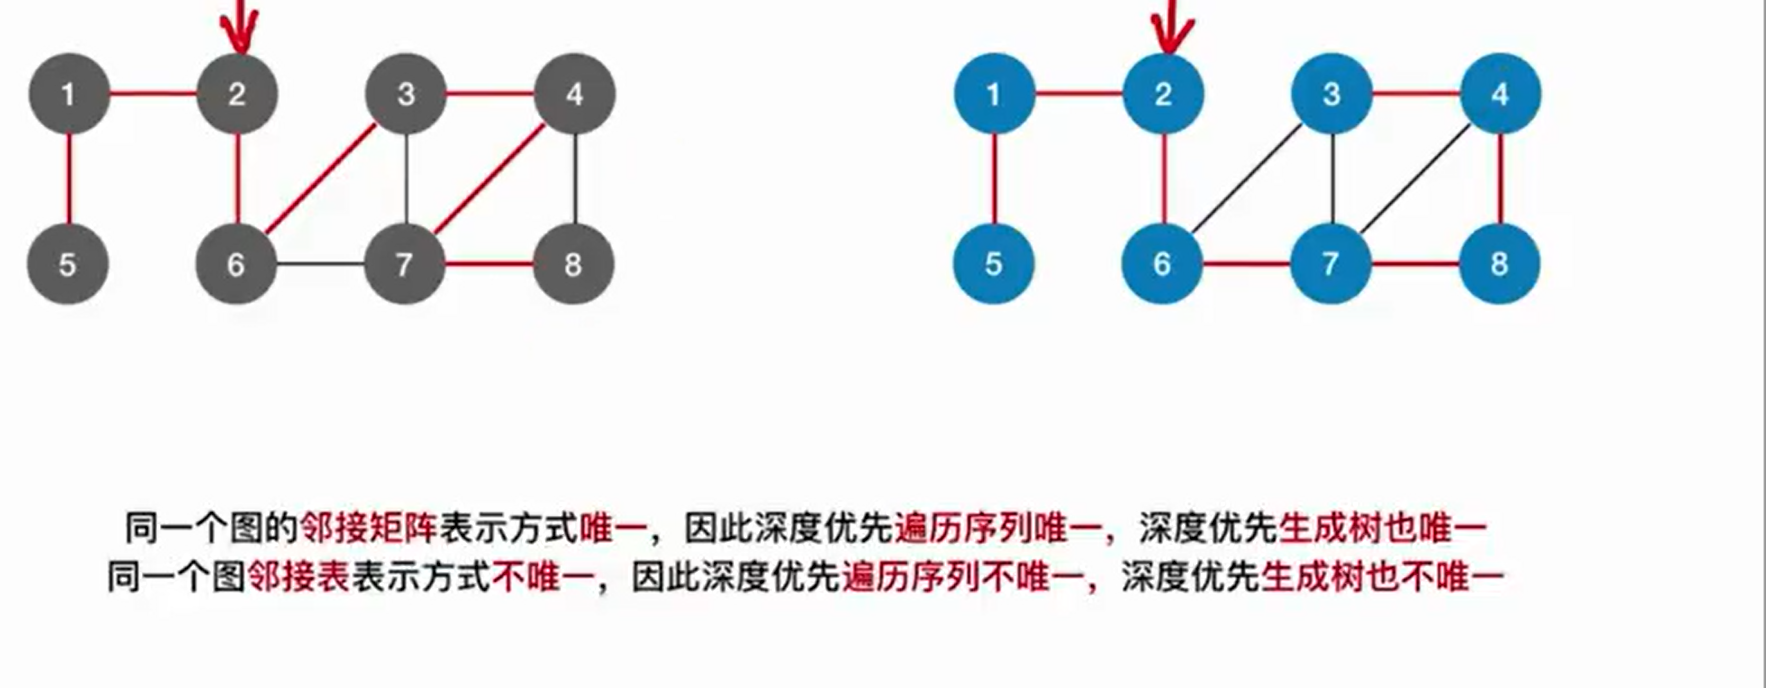 1 2 3 4 1 2 3 4
5 6 7 8 5 6 7 8
同一个图的邻接矩阵表示方式唯一，因此深度优先遍历序列唯一，深度优先生成树也唯一
同一个图邻接表表示方式不唯一，因此深度优先遍历序列不唯一，深度优先生成树也不唯一